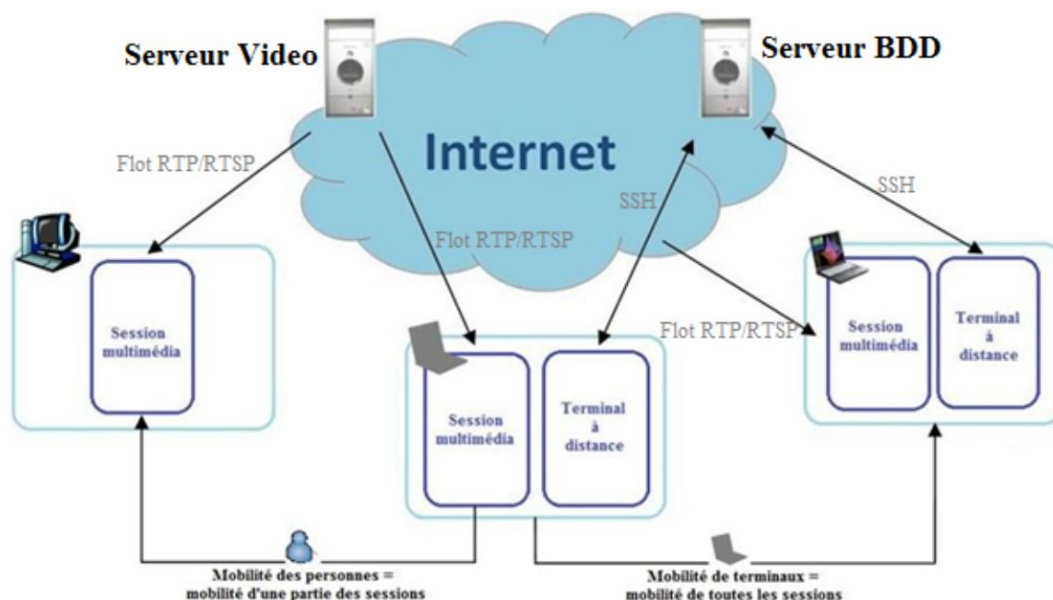 Serveur Video
Serveur BDD
Internet
Flot RTP/RTSP
SSH
SSH
Flot RTP/RTSP
Flot RTP/RTSP
Session
multimédia
Session
multimédia
Terminal
à
distance
Session
multimédia
Terminal
à
distance
Mobilité des personnes =
mobilité d'une partie des sessions
Mobilité de terminaux =
mobilité de toutes les sessions